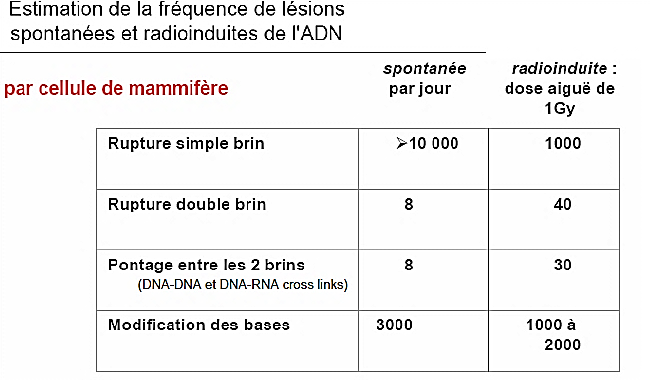 Estimation de la fréquence de lésions
spontanées et radioinduites de l'ADN
par cellule de mammifère
spontanée
par jour
radioinduite :
dose aiguë de
1Gy
Rupture simple brin
➢10 000
1000
Rupture double brin
8
40
Pontage entre les 2 brins
(DNA-DNA et DNA-RNA cross links)
8
30
Modification des bases
3000
1000 à
2000